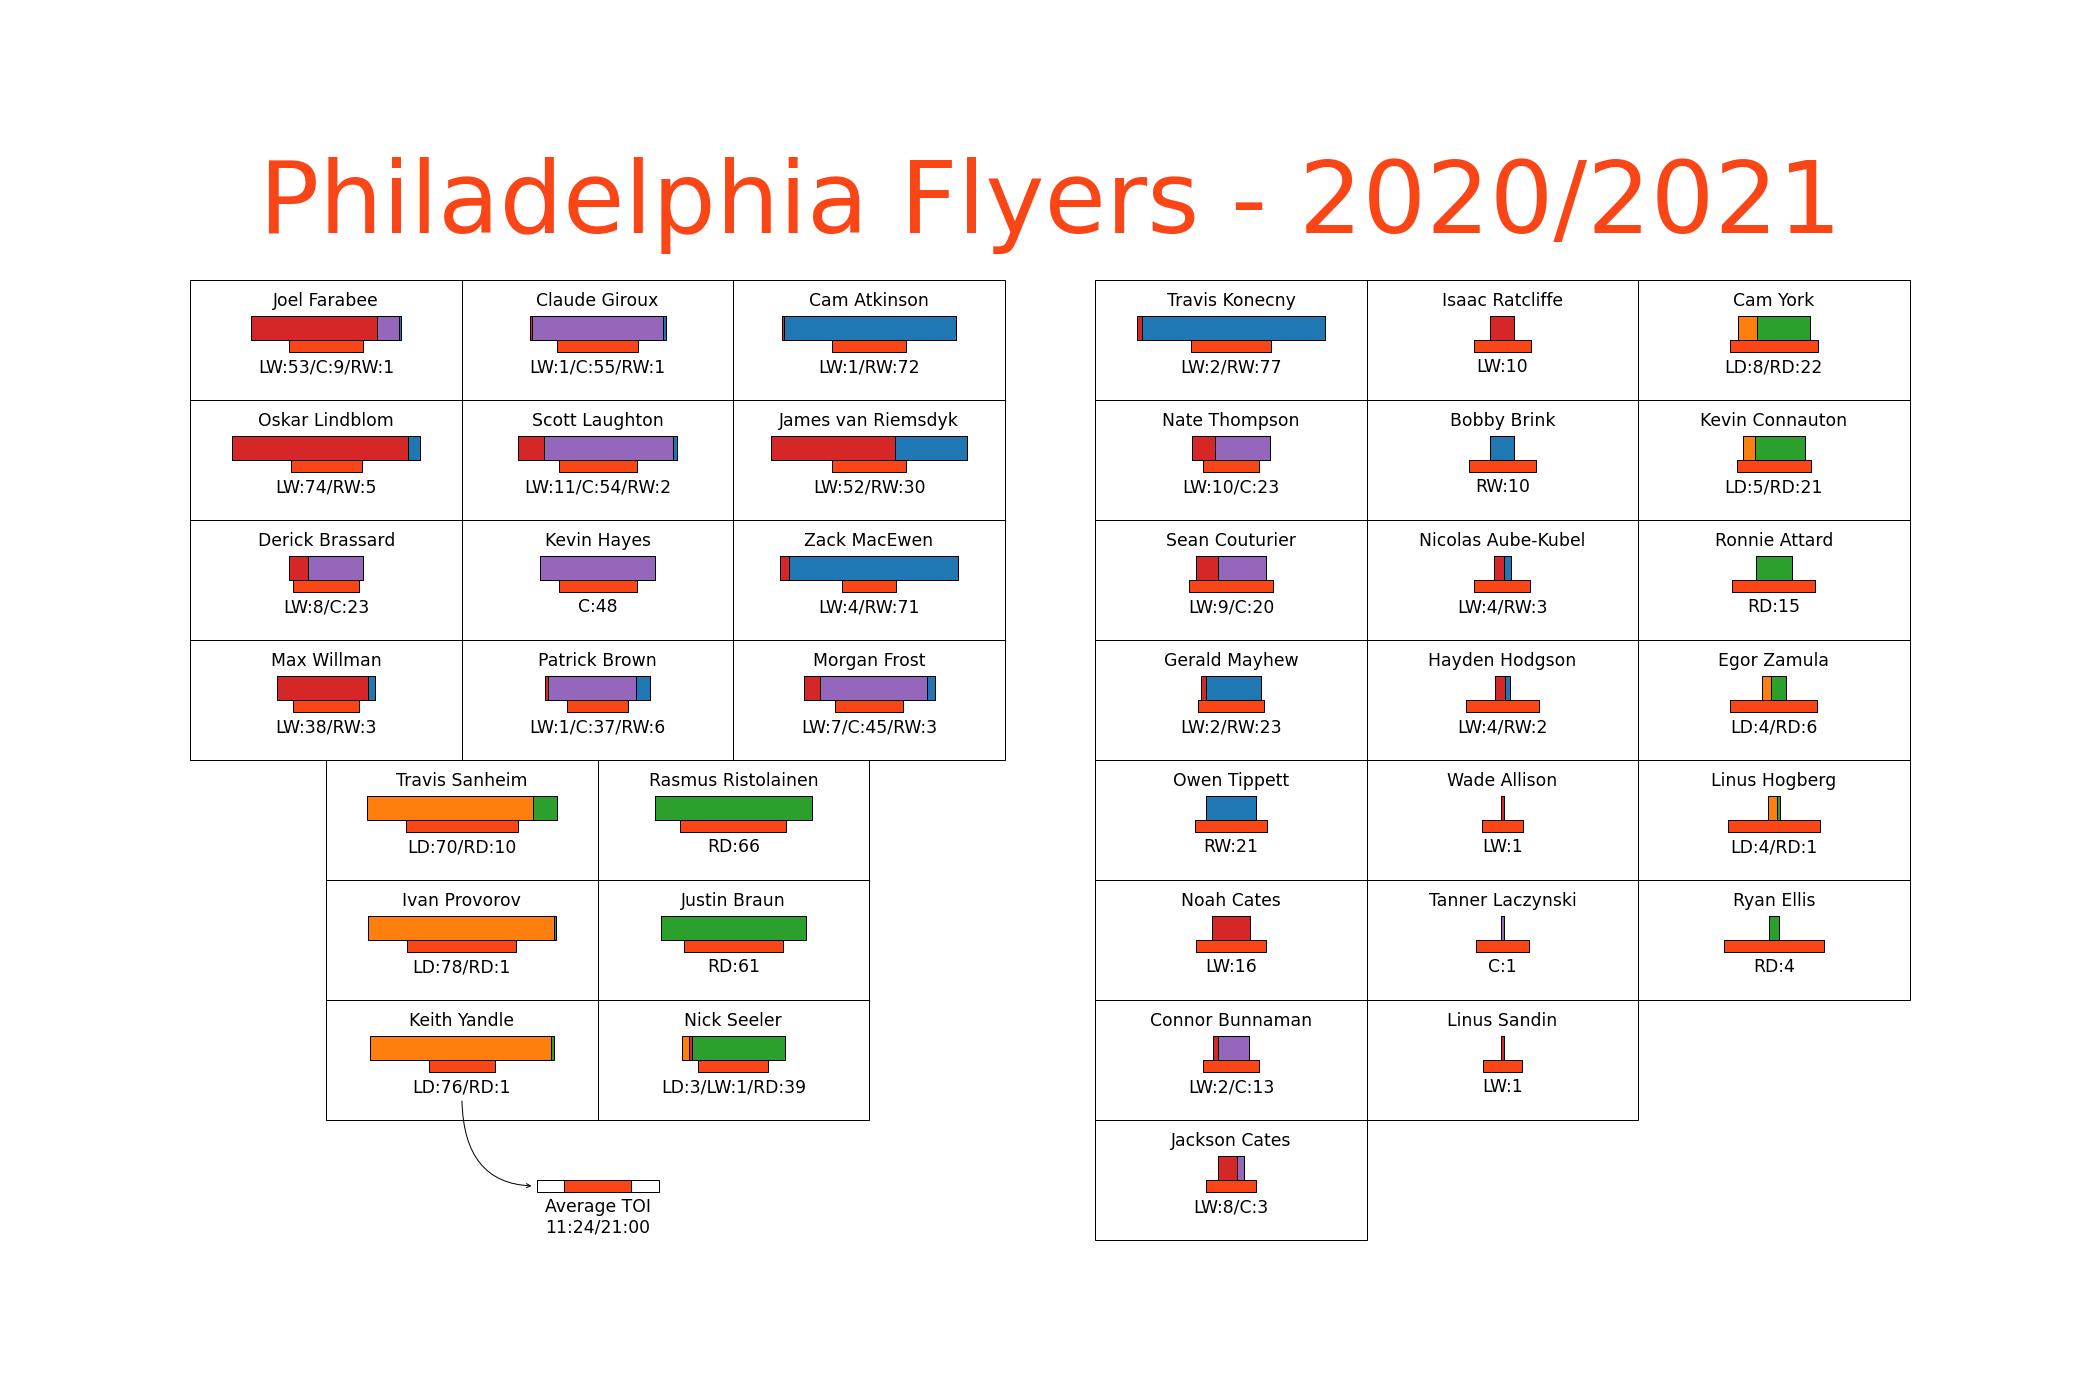 Philadelphia Flyers - 2020/2021
Joel Farabee
LW:53/C:9/RW:1
Claude Giroux
LW:1/C:55/RW:1
Cam Atkinson
LW:1/RW:72
Oskar Lindblom
LW:74/RW:5
Scott Laughton
LW:11/C:54/RW:2
James van Riemsdyk
LW:52/RW:30
Derick Brassard
LW:8/C:23
Kevin Hayes
C:48
Zack MacEwen
LW:4/RW:71
Max Willman
LW:38/RW:3
Patrick Brown
LW:1/C:37/RW:6
Morgan Frost
LW:7/C:45/RW:3
Travis Sanheim
LD:70/RD:10
Rasmus Ristolainen
RD:66
Ivan Provorov
LD:78/RD:1
Justin Braun
RD:61
Keith Yandle
LD:76/RD:1
Nick Seeler
LD:3/LW:1/RD:39
Average TOI
11:24/21:00
Travis Konecny
LW:2/RW:77
Isaac Ratcliffe
LW:10
Cam York
LD:8/RD:22
Nate Thompson
LW:10/C:23
Bobby Brink
RW:10
Kevin Connauton
LD:5/RD:21
Sean Couturier
LW:9/C:20
Nicolas Aube-Kubel
LW:4/RW:3
Ronnie Attard
RD:15
Gerald Mayhew
LW:2/RW:23
Hayden Hodgson
LW:4/RW:2
Egor Zamula
LD:4/RD:6
Owen Tippett
RW:21
Wade Allison
LW:1
Linus Hogberg
LD:4/RD:1
Noah Cates
LW:16
Tanner Laczynski
C:1
Ryan Ellis
RD:4
Connor Bunnaman
LW:2/C:13
Linus Sandin
LW:1
Jackson Cates
LW:8/C:3